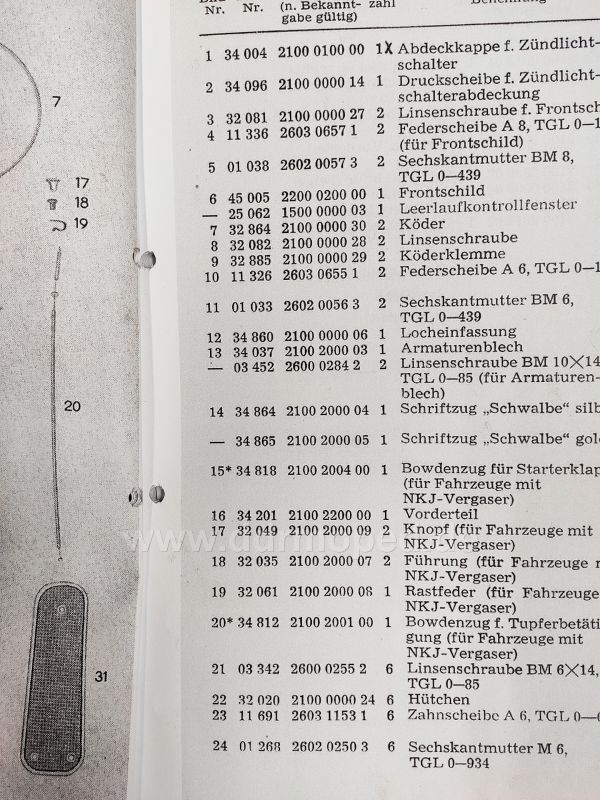 Nr. Nr. (n. Bekannt- zahl
gabe gültig)
1 34 004 2100 0100 00 1X Abdeckkappe f. Zündlicht-
schalter
2 34 096 2100 0000 14 1 Druckscheibe f. Zündlicht-
schalterabdeckung
3 32 081 2100 0000 27 2 Linsenschraube f. Frontsch
4 11 336 2603 0657 1 2 Federscheibe A 8, TGL 0—1
(für Frontschild)
5 01 038 2602 0057 3 2 Sechskantmutter BM 8,
TGL 0—439
6 45 005 2200 0200 00 1 Frontschild
— 25 062 1500 0000 03 1 Leerlaufkontrollfenster
7 32 864 2100 0000 30 2 Köder
8 32 082 2100 0000 28 2 Linsenschraube
9 32 885 2100 0000 29 2 Köderklemme
10 11 326 2603 0655 1 2 Federscheibe A 6, TGL 0—1
11 01 033 2602 0056 3 2 Sechskantmutter BM 6,
TGL 0—439
12 34 860 2100 0000 06 1 Locheinfassung
13 34 037 2100 2000 03 1 Armaturenblech
— 03 452 2600 0284 2 2 Linsenschraube BM 10×14
TGL 0—85 (für Armaturen-
blech)
14 34 864 2100 2000 04 1 Schriftzug „Schwalbe“ silb
— 34 865 2100 2000 05 1 Schriftzug „Schwalbe“ gol
15* 34 818 2100 2004 00 1 Bowdenzug für Starterklap
(für Fahrzeuge mit
NKJ-Vergaser)
16 34 201 2100 2200 00 1 Vorderteil
17 32 049 2100 2000 09 2 Knopf (für Fahrzeuge mit
NKJ-Vergaser)
18 32 035 2100 2000 07 2 Führung (für Fahrzeuge
NKJ-Vergaser)
19 32 061 2100 2000 08 1 Rastfeder (für Fahrzeuge
NKJ-Vergaser)
20* 34 812 2100 2001 00 1 Bowdenzug f. Tupferbetäti
gung (für Fahrzeuge mit
NKJ-Vergaser)
21 03 342 2600 0255 2 6 Linsenschraube BM 6×14,
TGL 0—85
22 32 020 2100 0000 24 6 Hütchen
23 11 691 2603 1153 1 6 Zahnscheibe A 6, TGL 0—
24 01 268 2602 0250 3 6 Sechskantmutter M 6,
TGL 0—934
7
17
18
19
20
31